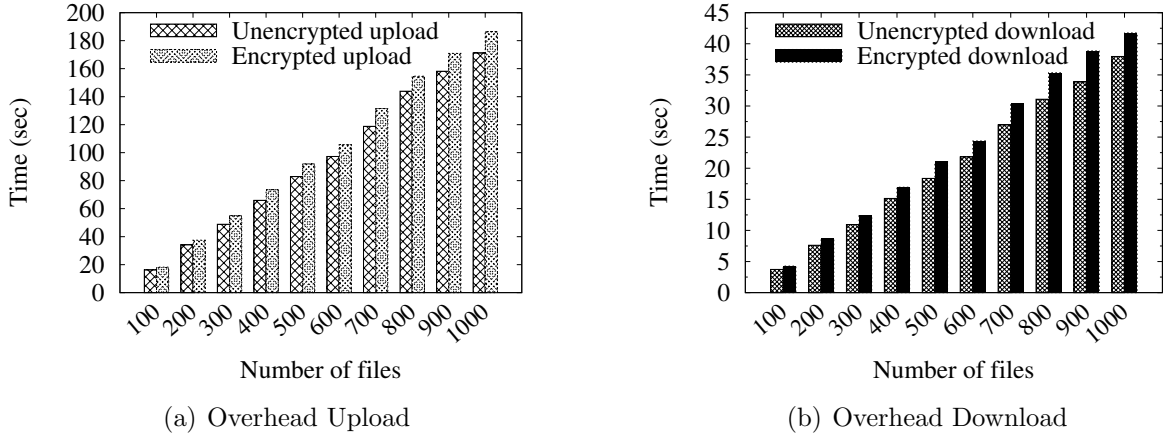 200
180
160
140
120
100
80
60
40
20
0
Time (sec)
Unencrypted upload
Encrypted upload
100 200 300 400 500 600 700 800 900 1000
Number of files
(a) Overhead Upload
45
40
35
30
25
20
15
10
5
0
Time (sec)
Unencrypted download
Encrypted download
100 200 300 400 500 600 700 800 900 1000
Number of files
(b) Overhead Download